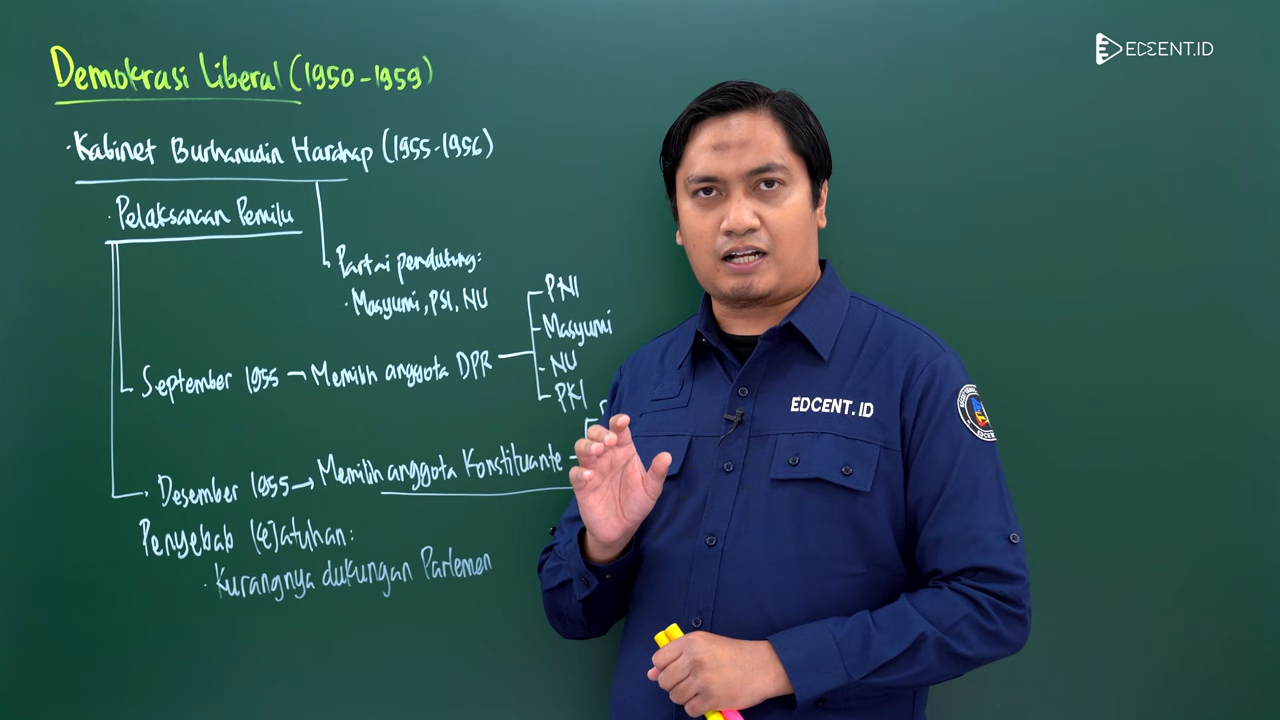 EDCENT.ID
Demokrasi Liberal (1950-1959)
· Kabinet Burhanudin Harahap (1955-1956)
· Pelaksanaan Pemilu
Partai pendukung:
· Masyumi, PSI, NU
PNI
Masyumi
NU
PKI
September 1955 → Memilih anggota DPR
Desember 1955 → Memilih anggota Konstituante
Penyebab kejatuhan:
· Kurangnya dukungan Parlemen
EDCENT.ID